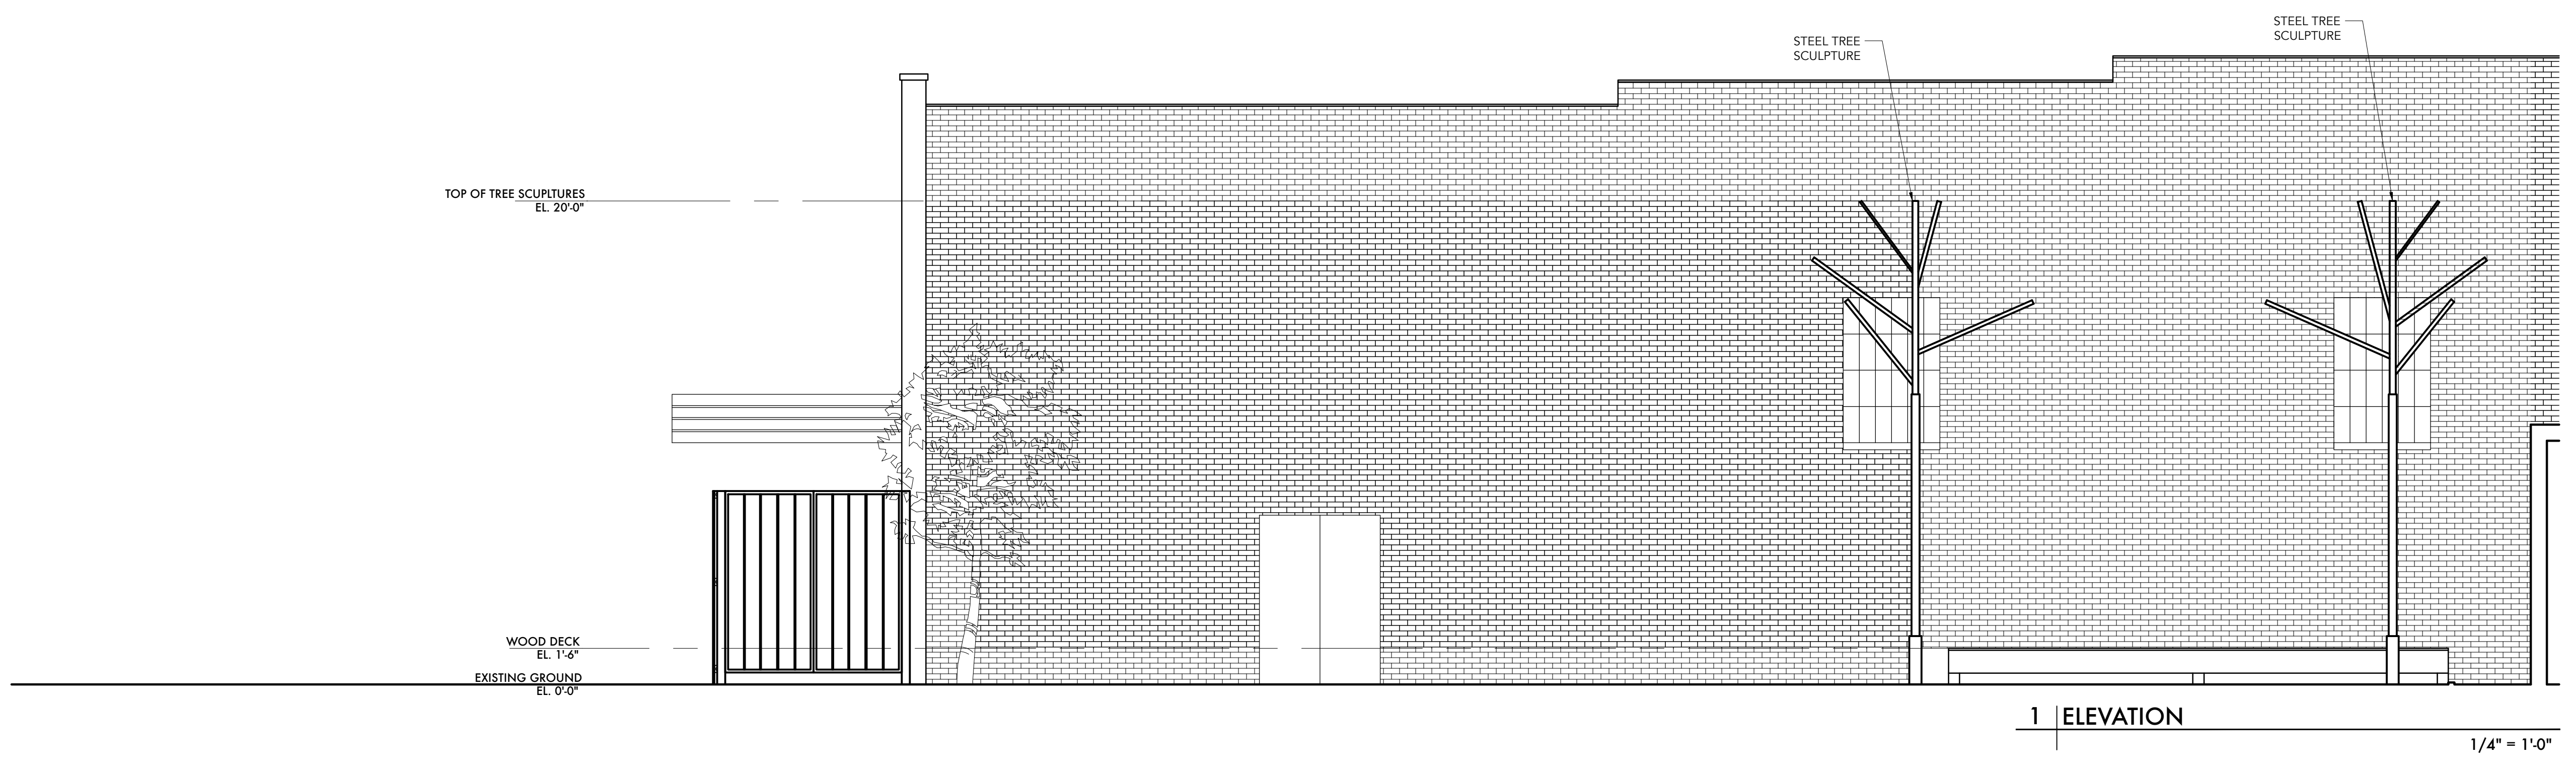 STEEL TREE
SCULPTURE
STEEL TREE
SCULPTURE
TOP OF TREE SCUPLTURES
EL. 20'-0"
WOOD DECK
EL. 1'-6"
EXISTING GROUND
EL. 0'-0"
1 ELEVATION
1/4" = 1'-0"